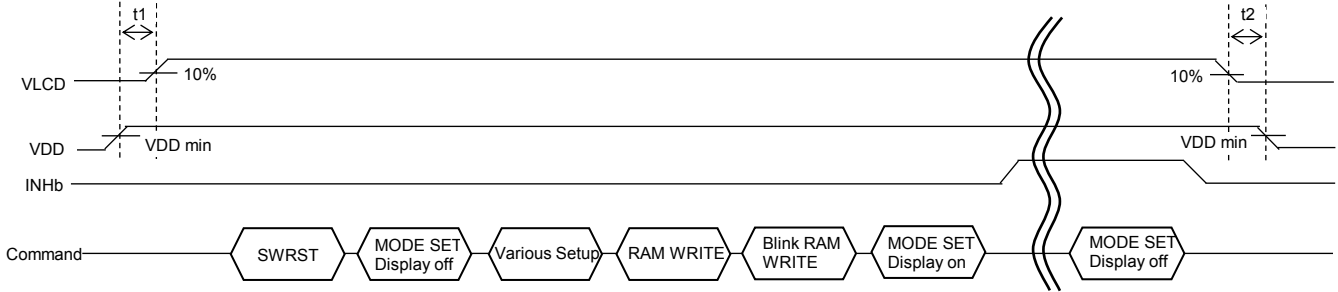 t1
t2
VLCD
10%
10%
VDD
VDD min
VDD min
INHb
Command
SWRST
MODE SET
Display off
Various Setup
RAM WRITE
Blink RAM
WRITE
MODE SET
Display on
MODE SET
Display off